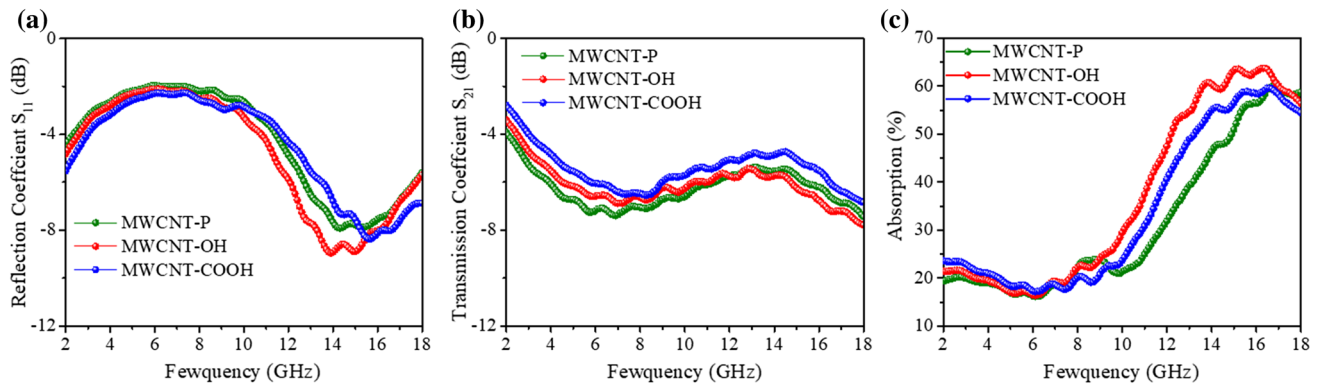 (a)
Reflection Coeffcient S11 (dB)
0
-4
-8
-12
MWCNT-P
MWCNT-OH
MWCNT-COOH
2 4 6 8 10 12 14 16 18
Fewquency (GHz)
(b)
Transmission Coefficient S21 (dB)
0
-4
-8
-12
MWCNT-P
MWCNT-OH
MWCNT-COOH
2 4 6 8 10 12 14 16 18
Fewquency (GHz)
(c)
Absorption (%)
70
60
50
40
30
20
10
MWCNT-P
MWCNT-OH
MWCNT-COOH
2 4 6 8 10 12 14 16 18
Fewquency (GHz)